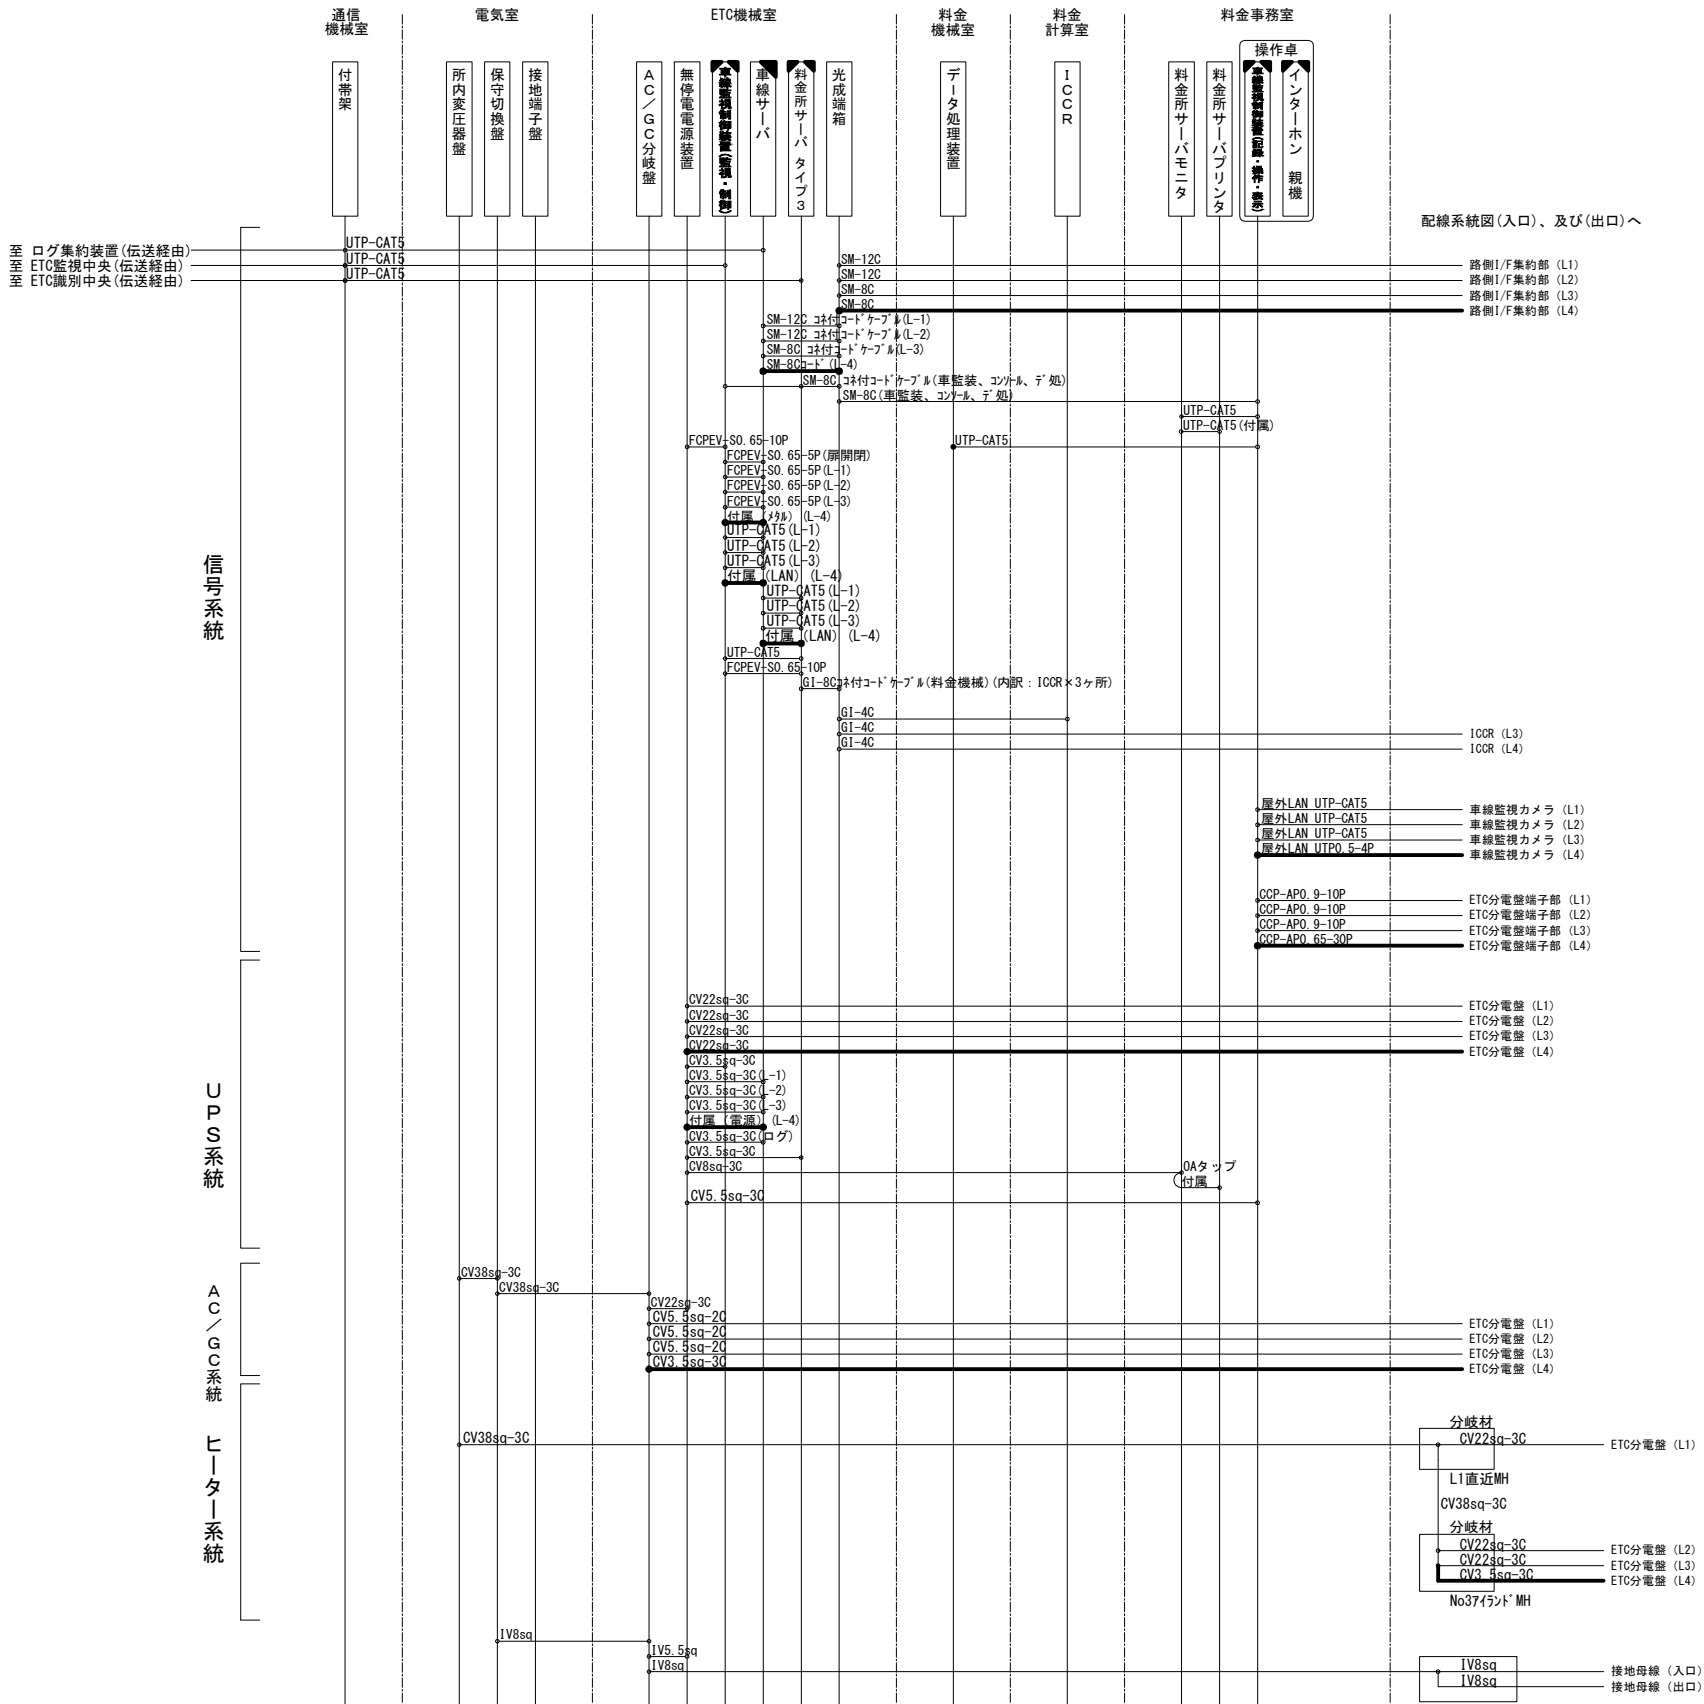 通信
機械室
電気室
ETC機械室
料金
機械室
料金
計算室
料金事務室
操作卓
付帯架
所内変圧器盤
保守切換盤
接地端子盤
AC/GC分岐盤
無停電電源装置
車線監視制御装置(監視・制御)
車線サーバ
料金所サーバ タイプ3
光成端箱
データ処理装置
ICCR
料金所サーバモニタ
料金所サーバプリンタ
車線監視制御装置(記録・操作・表示)
インターホン 親機
配線系統図(入口)、及び(出口)へ
至 ログ集約装置(伝送経由)
UTP-CAT5
至 ETC監視中央(伝送経由)
UTP-CAT5
至 ETC識別中央(伝送経由)
UTP-CAT5
SM-12C
路側I/F集約部 (L1)
SM-12C
路側I/F集約部 (L2)
SM-8C
路側I/F集約部 (L3)
SM-8C
路側I/F集約部 (L4)
SM-12C ｺﾈ付ｺｰﾄﾞｹｰﾌﾞﾙ(L-1)
SM-12C ｺﾈ付ｺｰﾄﾞｹｰﾌﾞﾙ(L-2)
SM-8C ｺﾈ付ｺｰﾄﾞｹｰﾌﾞﾙ(L-3)
SM-8Cｺｰﾄﾞ(L-4)
SM-8C ｺﾈ付ｺｰﾄﾞｹｰﾌﾞﾙ(車監装、ｺﾝｿｰﾙ、ﾃﾞ処)
SM-8C(車監装、ｺﾝｿｰﾙ、ﾃﾞ処)
UTP-CAT5
UTP-CAT5(付属)
FCPEV-S0.65-10P
UTP-CAT5
FCPEV-S0.65-5P(扉開閉)
FCPEV-S0.65-5P(L-1)
FCPEV-S0.65-5P(L-2)
FCPEV-S0.65-5P(L-3)
付属 (ﾒﾀﾙ) (L-4)
UTP-CAT5(L-1)
UTP-CAT5(L-2)
UTP-CAT5(L-3)
付属 (LAN) (L-4)
UTP-CAT5(L-1)
UTP-CAT5(L-2)
UTP-CAT5(L-3)
付属 (LAN) (L-4)
UTP-CAT5
FCPEV-S0.65-10P
GI-8Cｺﾈ付ｺｰﾄﾞｹｰﾌﾞﾙ(料金機械)(内訳：ICCR×3ヶ所)
GI-4C
GI-4C
ICCR (L3)
GI-4C
ICCR (L4)
屋外LAN UTP-CAT5
車線監視カメラ (L1)
屋外LAN UTP-CAT5
車線監視カメラ (L2)
屋外LAN UTP-CAT5
車線監視カメラ (L3)
屋外LAN UTP0.5-4P
車線監視カメラ (L4)
CCP-AP0.9-10P
ETC分電盤端子部 (L1)
CCP-AP0.9-10P
ETC分電盤端子部 (L2)
CCP-AP0.9-10P
ETC分電盤端子部 (L3)
CCP-AP0.65-30P
ETC分電盤端子部 (L4)
信号系統
CV22sq-3C
ETC分電盤 (L1)
CV22sq-3C
ETC分電盤 (L2)
CV22sq-3C
ETC分電盤 (L3)
CV22sq-3C
ETC分電盤 (L4)
CV3.5sq-3C
CV3.5sq-3C(L-1)
CV3.5sq-3C(L-2)
CV3.5sq-3C(L-3)
付属 (電源) (L-4)
CV3.5sq-3C(ログ)
CV3.5sq-3C
CV8sq-3C
OAタップ
付属
CV5.5sq-3C
UPS系統
CV38sq-3C
CV38sq-3C
CV22sq-3C
CV5.5sq-2C
ETC分電盤 (L1)
CV5.5sq-2C
ETC分電盤 (L2)
CV5.5sq-2C
ETC分電盤 (L3)
CV3.5sq-3C
ETC分電盤 (L4)
AC/GC系統
分岐材
CV38sq-3C
CV22sq-3C
ETC分電盤 (L1)
L1直近MH
CV38sq-3C
分岐材
CV22sq-3C
ETC分電盤 (L2)
CV22sq-3C
ETC分電盤 (L3)
CV3.5sq-3C
ETC分電盤 (L4)
No3ｱｲﾗﾝﾄﾞMH
ヒーター系統
IV8sq
IV5.5sq
IV8sq
IV8sq
接地母線 (入口)
IV8sq
接地母線 (出口)